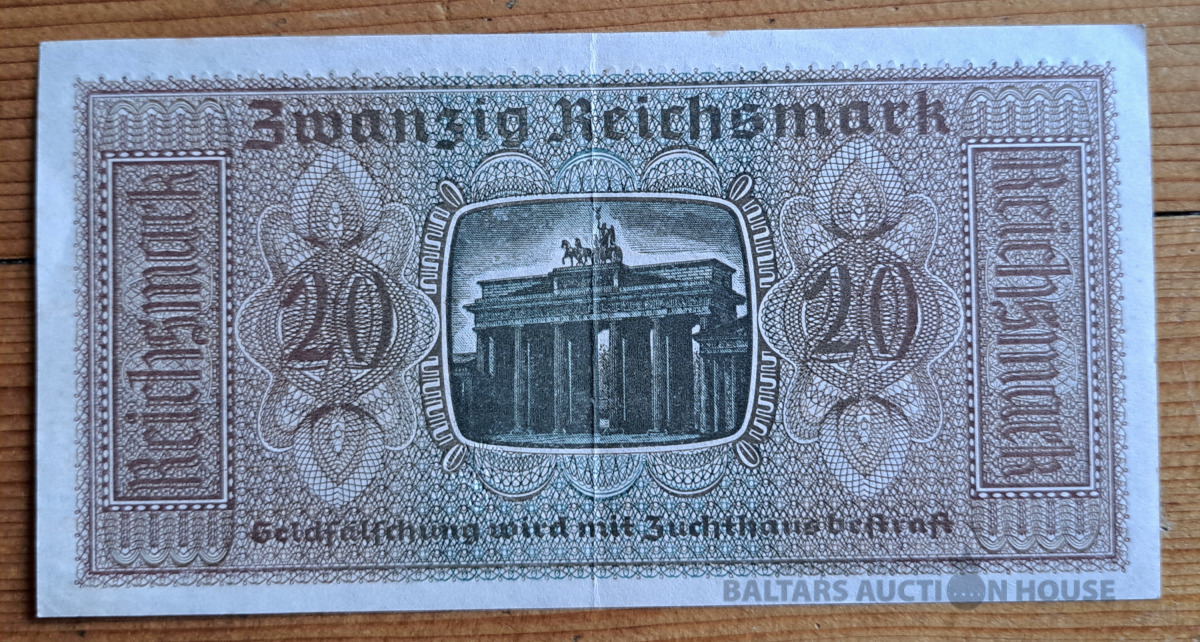 Zwanzig Reichsmark
Reichsmark
20
20
Reichsmark
Geldfälschung wird mit Zuchthaus bestraft
BALTARS AUCTION HOUSE